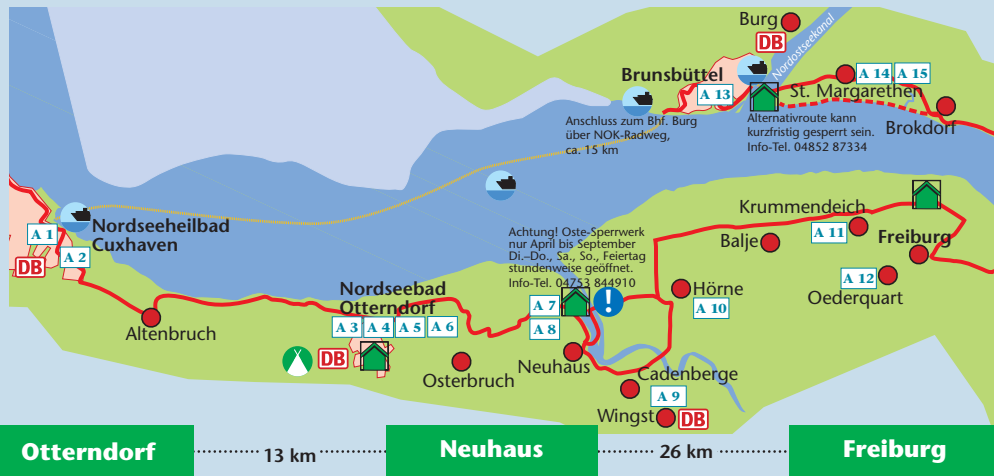 Burg
DB
Nordostseekanal
Brunsbüttel
A 13
A 14
A 15
St. Margarethen
Brokdorf
Anschluss zum Bhf. Burg
über NOK-Radweg,
ca. 15 km
Alternativroute kann
kurzfristig gesperrt sein.
Info-Tel. 04852 87334
A 1
DB
A 2
Nordseeheilbad
Cuxhaven
Altenbruch
Nordseebad
Otterndorf
A 3
A 4
A 5
A 6
DB
Osterbruch
Achtung! Oste-Sperrwerk
nur April bis September
Di.–Do., Sa., So., Feiertag
stundenweise geöffnet.
Info-Tel. 04753 844910
A 7
A 8
!
Neuhaus
Cadenberge
A 9
Wingst
DB
Hörne
A 10
Balje
Krummendeich
A 11
Freiburg
A 12
Oederquart
Otterndorf
13 km
Neuhaus
26 km
Freiburg